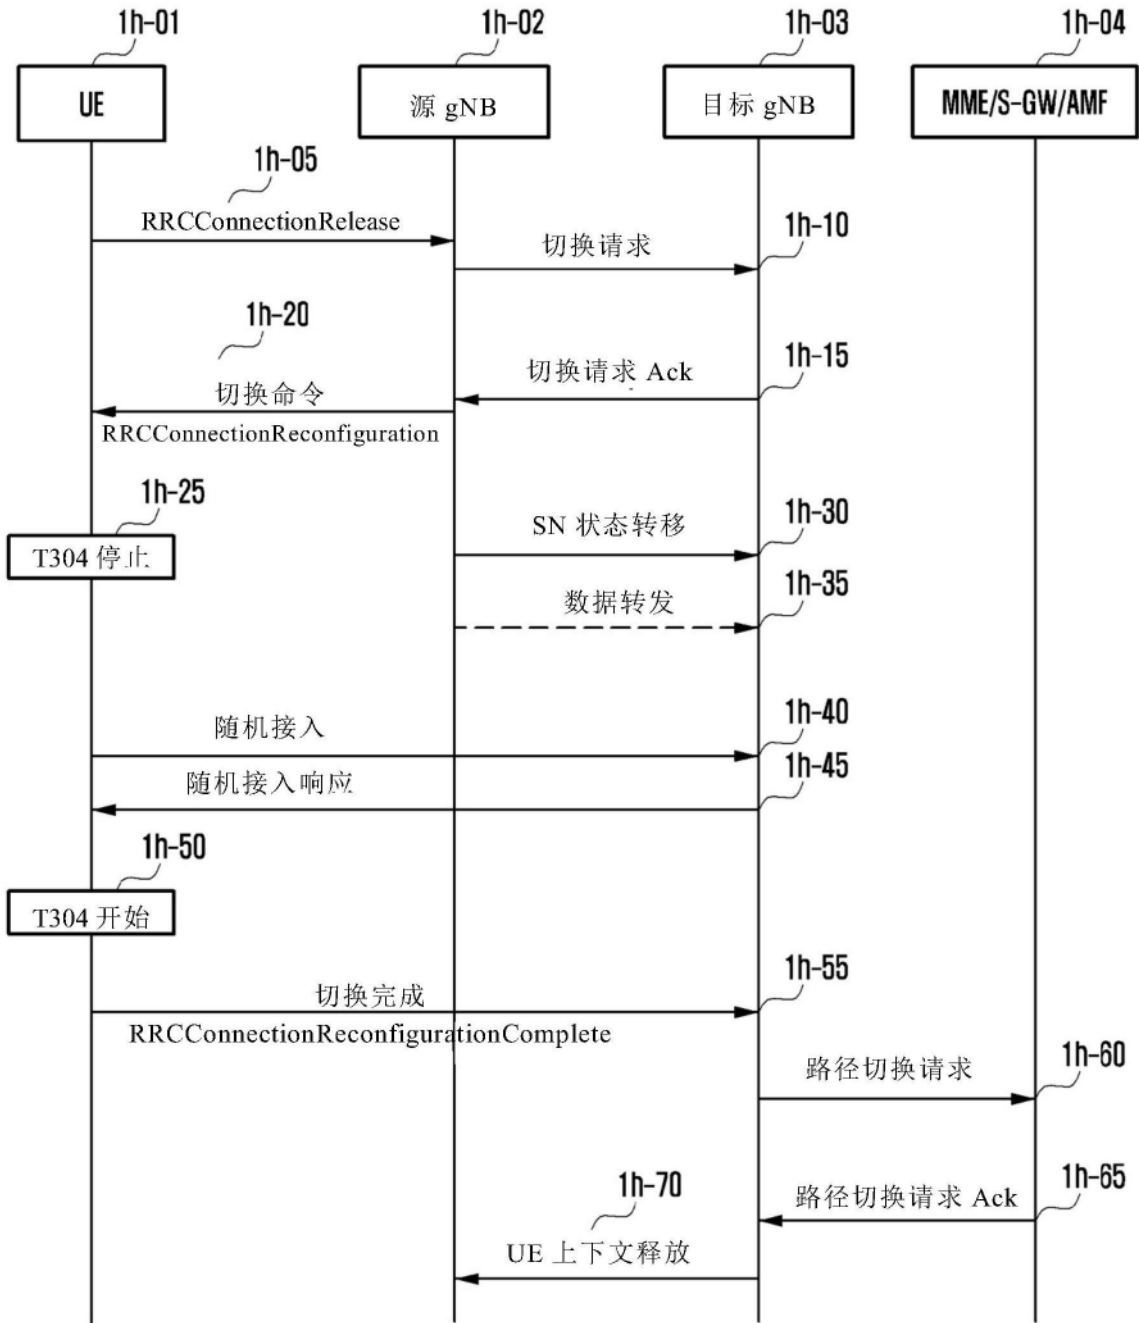 1h-01
1h-02
1h-03
1h-04
UE
源 gNB
目标 gNB
MME/S-GW/AMF
1h-05
RRCConnectionRelease
1h-10
切换请求
1h-20
1h-15
切换请求 Ack
切换命令
RRCConnectionReconfiguration
1h-25
T304 停止
1h-30
SN 状态转移
1h-35
数据转发
1h-40
随机接入
1h-45
随机接入响应
1h-50
T304 开始
1h-55
切换完成
RRCConnectionReconfigurationComplete
1h-60
路径切换请求
1h-65
路径切换请求 Ack
1h-70
UE 上下文释放